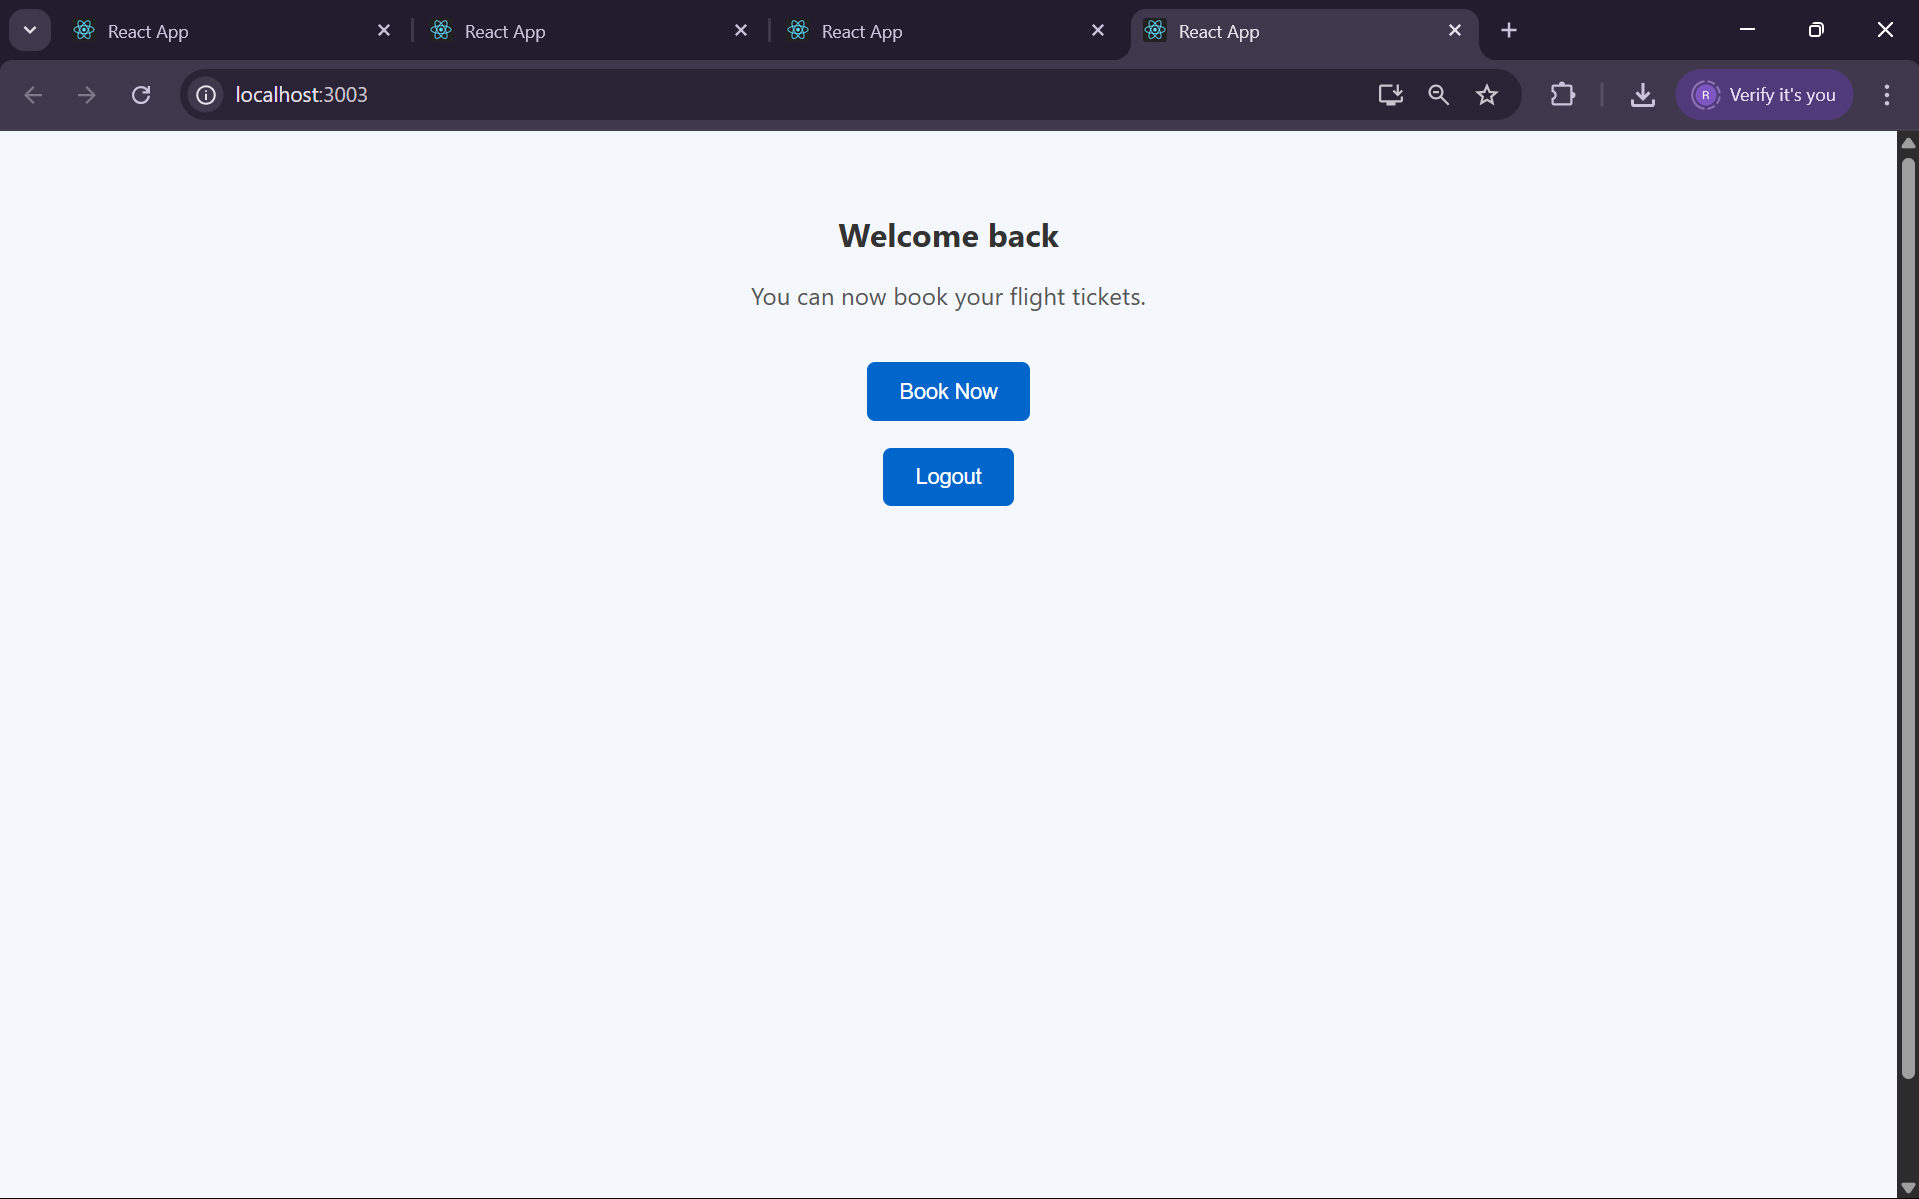 React App
React App
React App
React App
localhost:3003
R
Verify it's you
Welcome back
You can now book your flight tickets.
Book Now
Logout